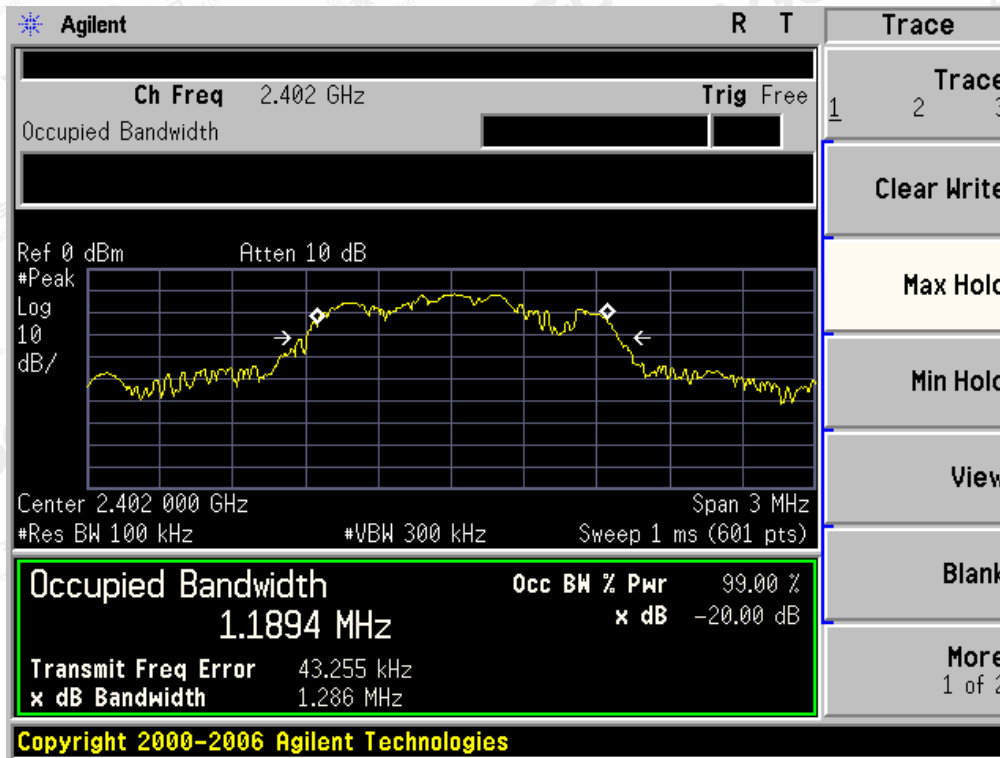 Agilent R T Trace
Ch Freq 2.402 GHz Trig Free
Occupied Bandwidth
Trace
1 2
Clear Write
Max Hold
Min Hold
View
Blank
More
1 of 2
Ref 0 dBm Atten 10 dB
#Peak
Log
10
dB/
Center 2.402 000 GHz Span 3 MHz
#Res BW 100 kHz #VBW 300 kHz Sweep 1 ms (601 pts)
Occupied Bandwidth Occ BW % Pwr 99.00 %
1.1894 MHz x dB -20.00 dB
Transmit Freq Error 43.255 kHz
x dB Bandwidth 1.286 MHz
Copyright 2000-2006 Agilent Technologies